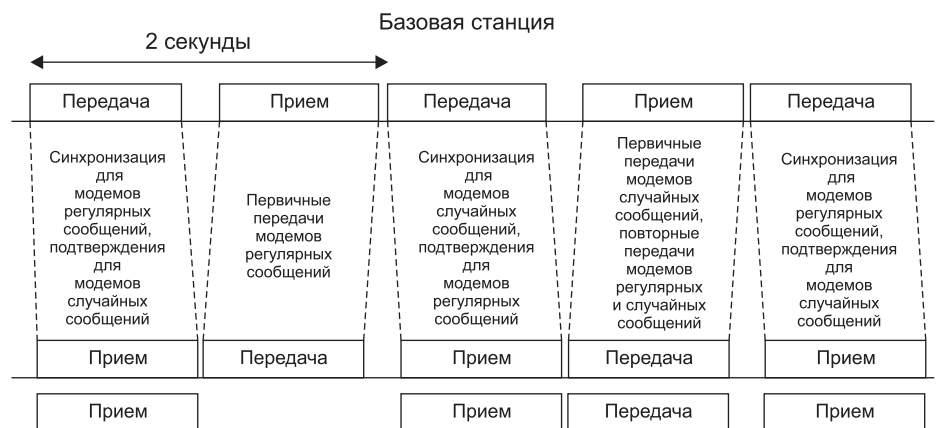 Базовая станция
2 секунды
Передача
Прием
Передача
Прием
Передача
Синхронизация
для
модемов
регулярных
сообщений,
подтверждения
для
модемов
случайных
сообщений
Первичные
передачи
модемов
регулярных
сообщений
Синхронизация
для
модемов
случайных
сообщений,
подтверждения
для
модемов
регулярных
сообщений
Первичные
передачи
модемов
случайных
сообщений,
повторные
передачи
модемов
регулярных
и случайных
сообщений
Синхронизация
для
модемов
регулярных
сообщений,
подтверждения
для
модемов
случайных
сообщений
Прием
Передача
Прием
Передача
Прием
Прием
Прием
Передача
Прием